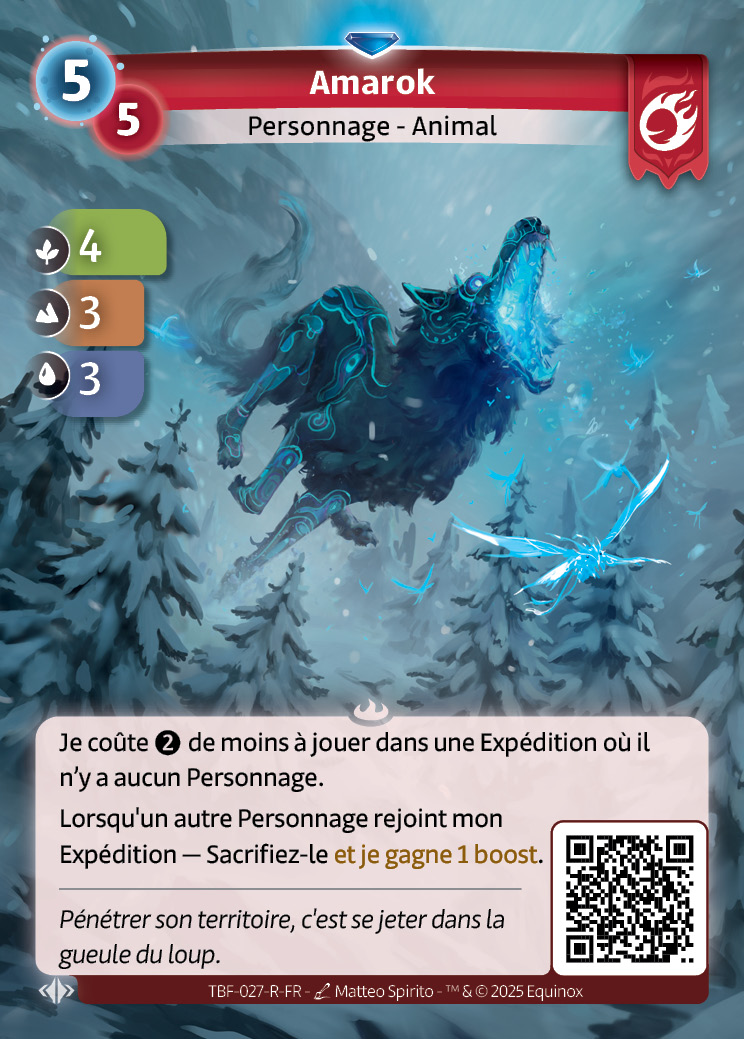 5
Amarok
5
Personnage - Animal
4
3
3
Je coûte 2 de moins à jouer dans une Expédition où il
n'y a aucun Personnage.
Lorsqu'un autre Personnage rejoint mon
Expédition — Sacrifiez-le et je gagne 1 boost.
Pénétrer son territoire, c'est se jeter dans la
gueule du loup.
TBF-027-R-FR - Matteo Spirito - ™ & © 2025 Equinox